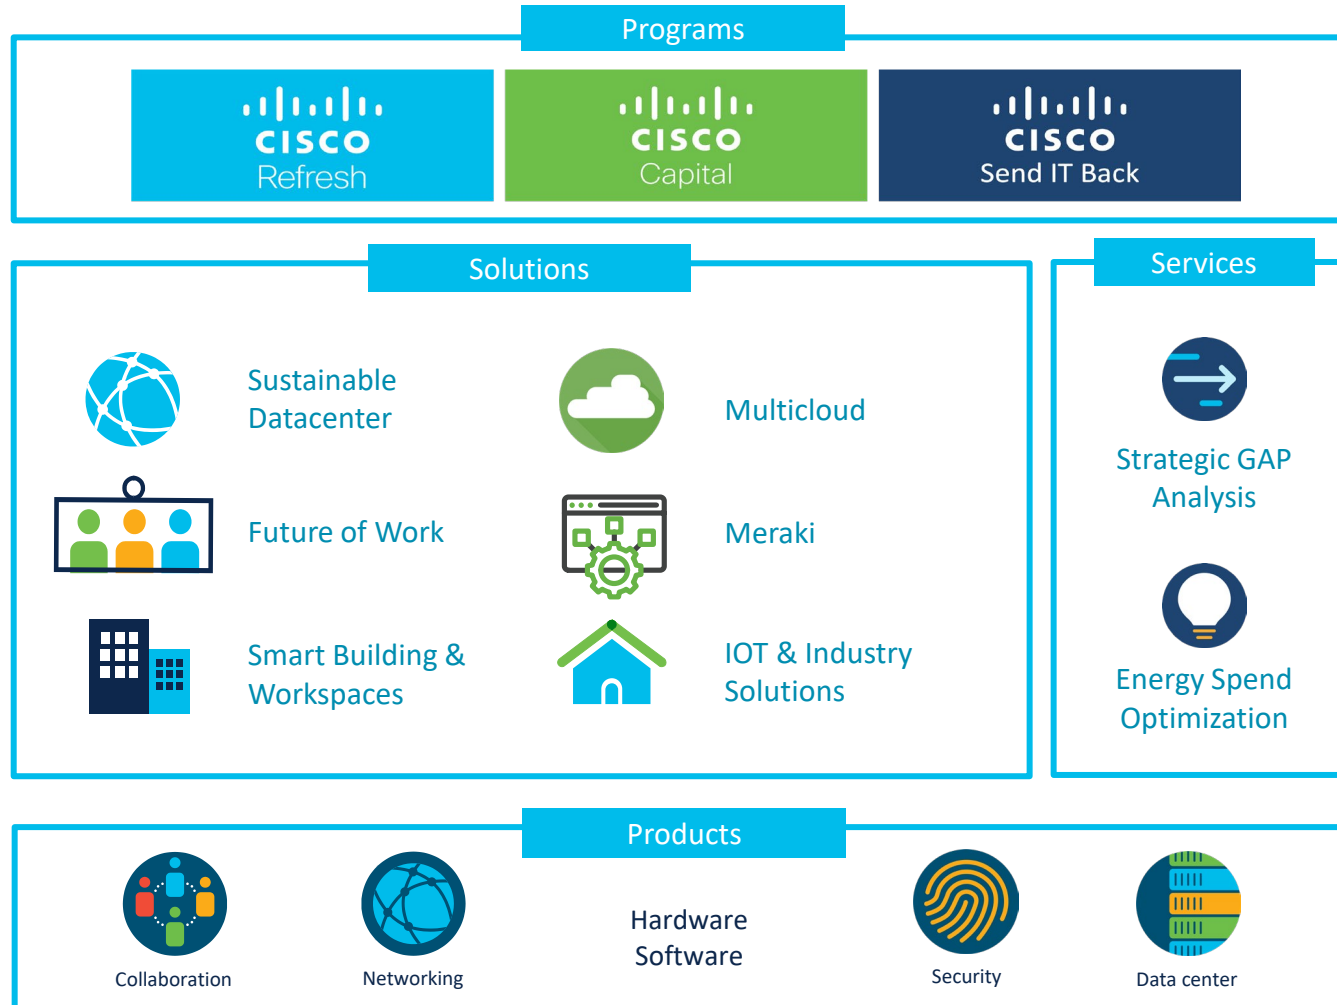 Programs
CISCO
Refresh
CISCO
Capital
CISCO
Send IT Back
Solutions
Sustainable
Datacenter
Multicloud
Future of Work
Meraki
Smart Building &
Workspaces
IOT & Industry
Solutions
Services
Strategic GAP
Analysis
Energy Spend
Optimization
Products
Collaboration
Networking
Hardware
Software
Security
Data center